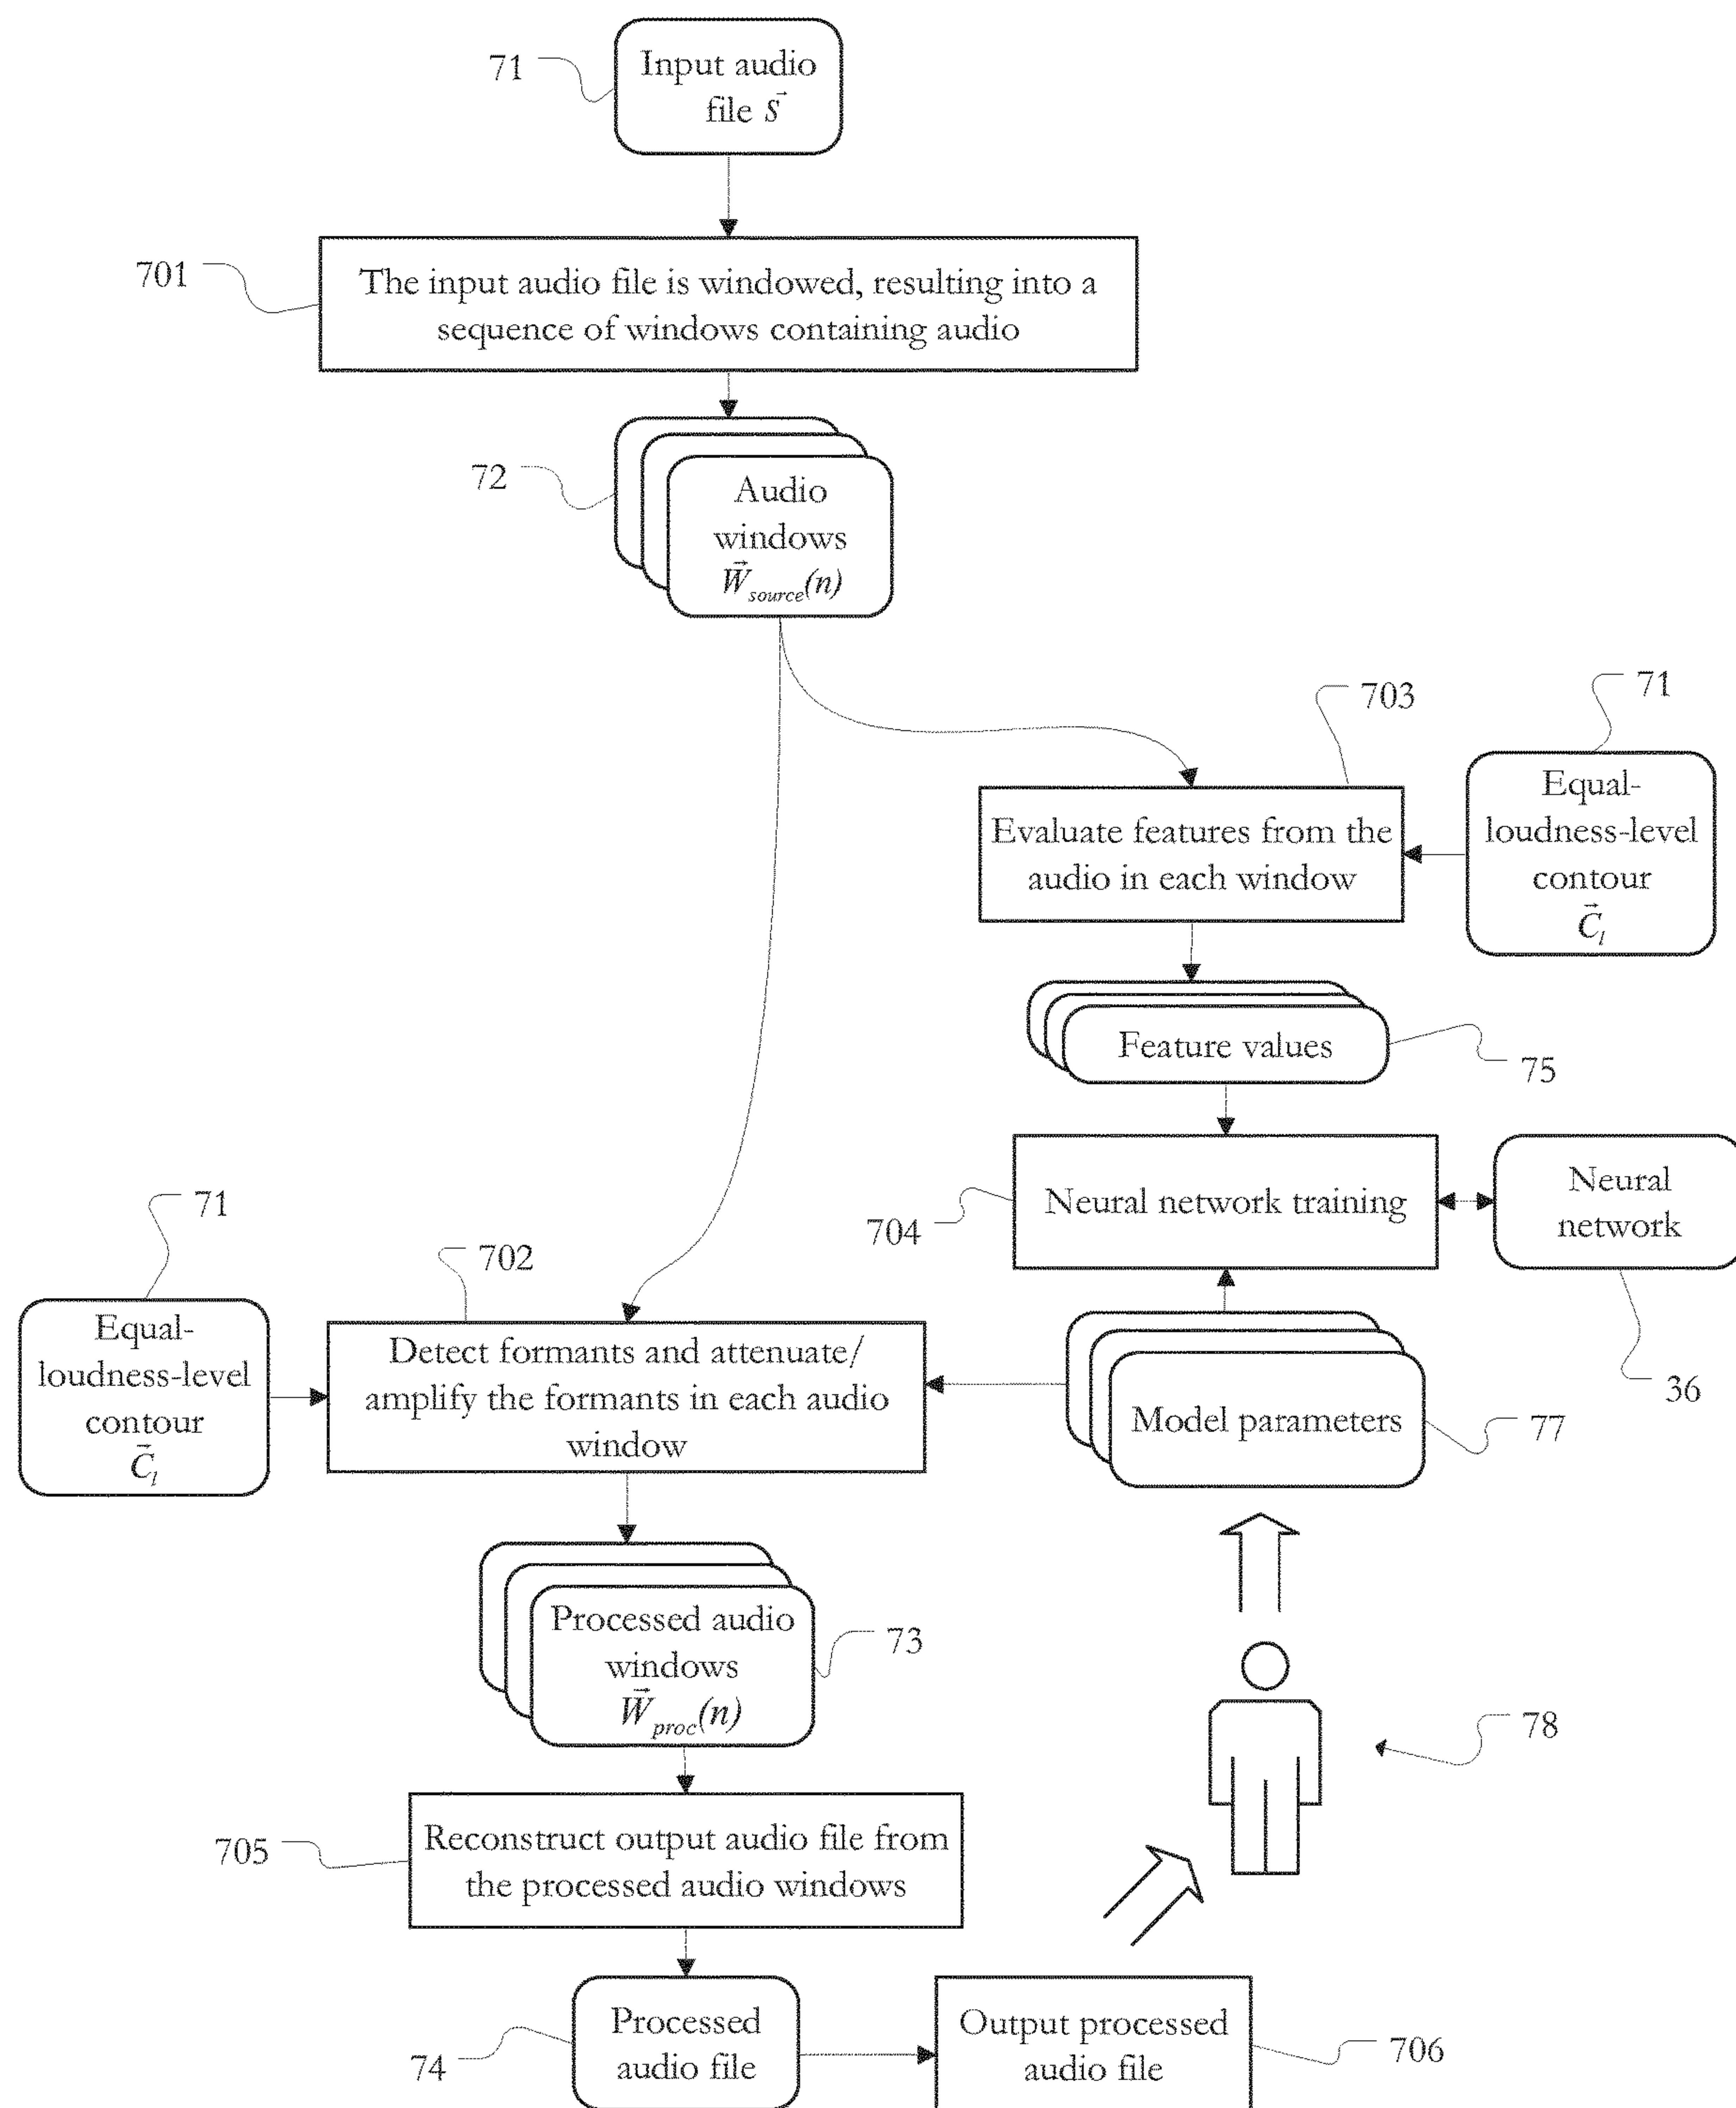 71
Input audio
file S⃗
701
The input audio file is windowed, resulting into a
sequence of windows containing audio
72
Audio
windows
W⃗source(n)
703
71
Evaluate features from the
audio in each window
Equal-
loudness-level
contour
C⃗l
Feature values
75
704
Neural network training
Neural
network
36
71
702
Equal-
loudness-level
contour
C⃗l
Detect formants and attenuate/
amplify the formants in each audio
window
Model parameters
77
Processed audio
windows
W⃗proc(n)
73
78
705
Reconstruct output audio file from
the processed audio windows
74
Processed
audio file
Output processed
audio file
706